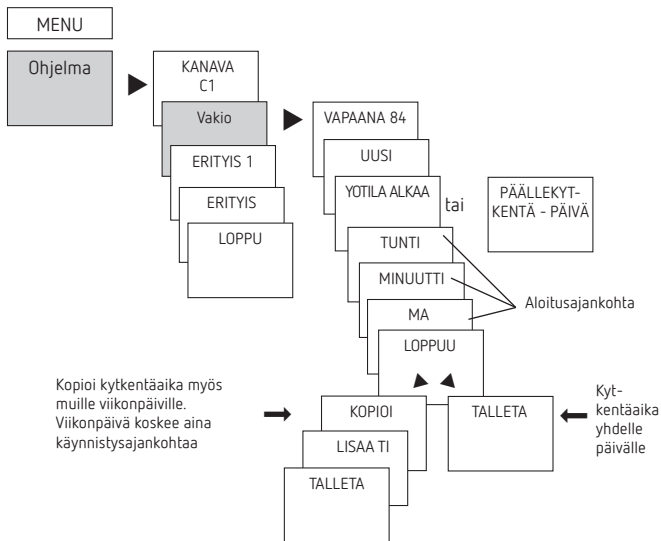 MENU
Ohjelma
KANAVA
C1
Vakio
ERITYIS 1
ERITYIS
LOPPU
VAPAANA 84
UUSI
YOTILA ALKAA
tai
PÄÄLLEKYT-
KENTÄ - PÄIVÄ
TUNTI
MINUUTTI
MA
LOPPUU
Aloitusajankohta
Kopioi kytkentäaika myös
muille viikonpäiville.
Viikonpäivä koskee aina
käynnistysajankohtaa
KOPIOI
LISAA TI
TALLETA
TALLETA
Kyt-
kentäaika
yhdelle
päivälle